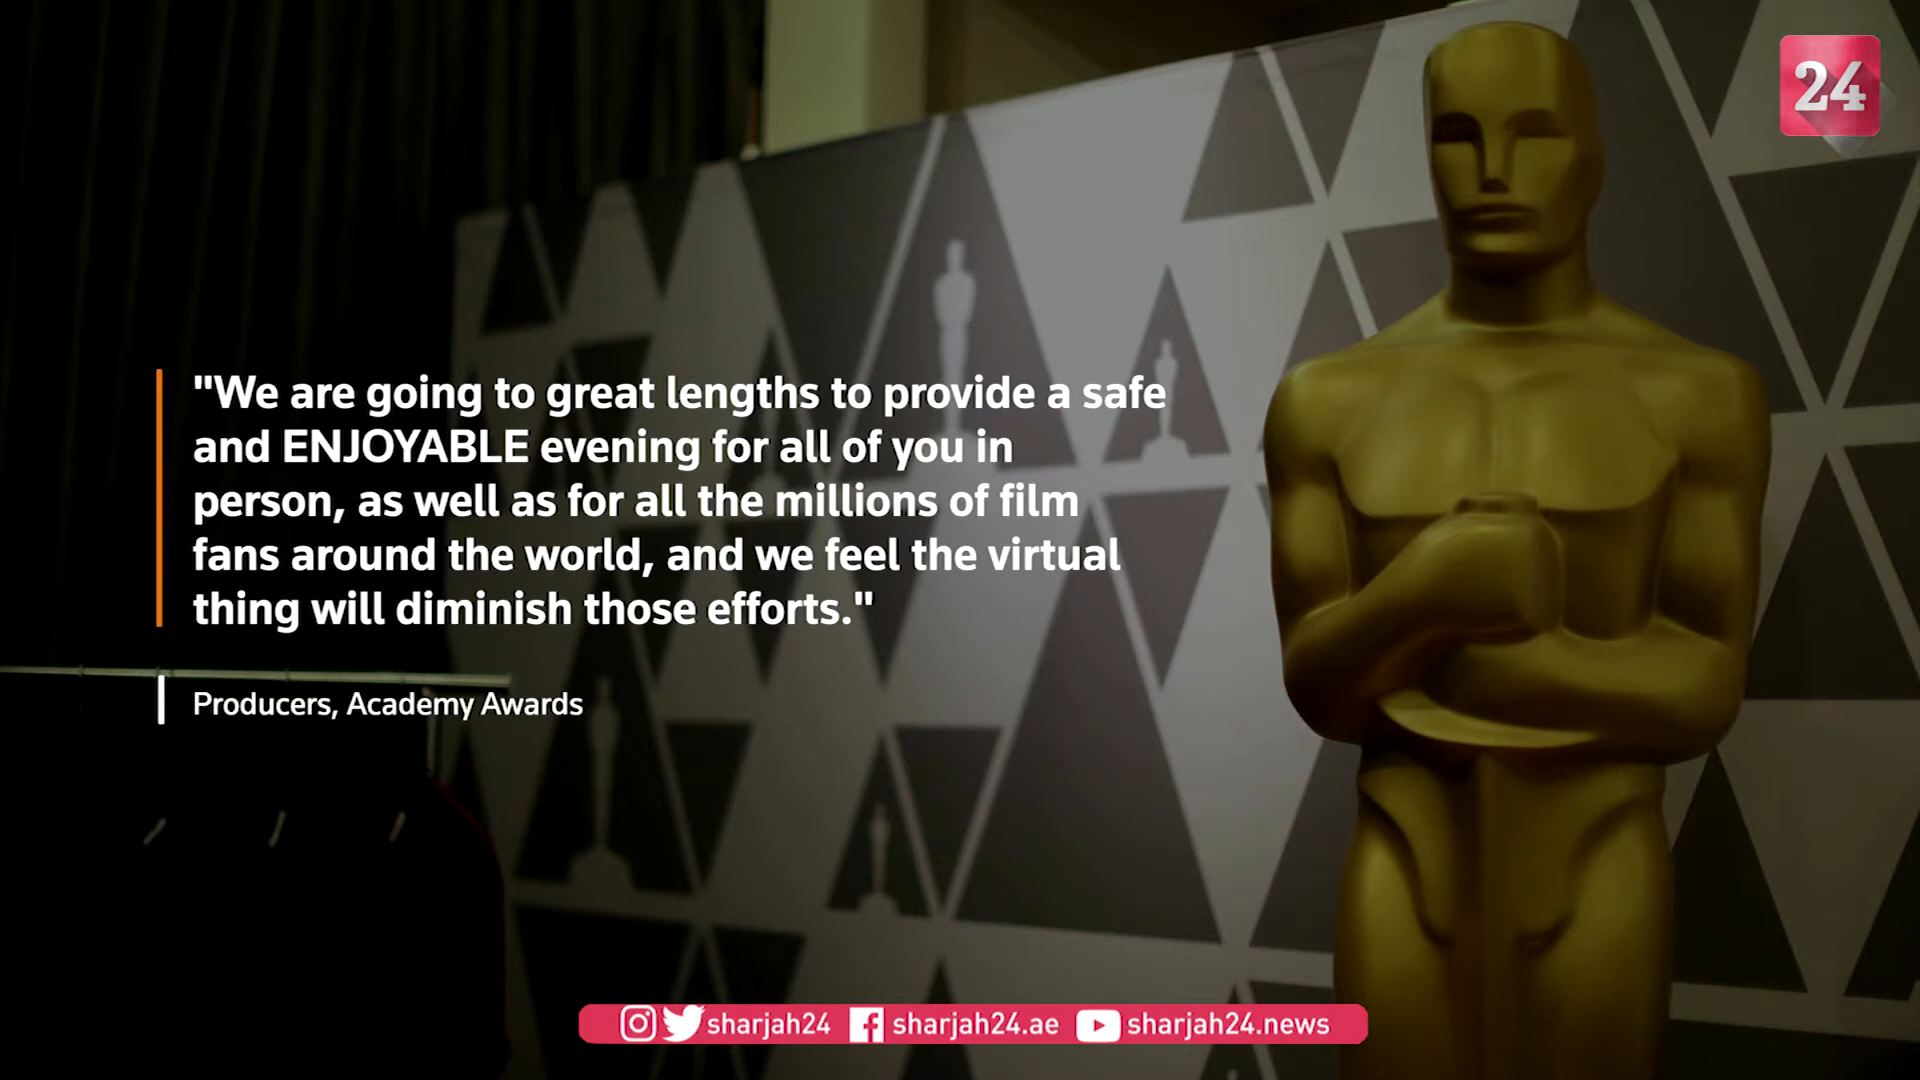 24
"We are going to great lengths to provide a safe
and ENJOYABLE evening for all of you in
person, as well as for all the millions of film
fans around the world, and we feel the virtual
thing will diminish those efforts."
Producers, Academy Awards
sharjah24 sharjah24.ae sharjah24.news